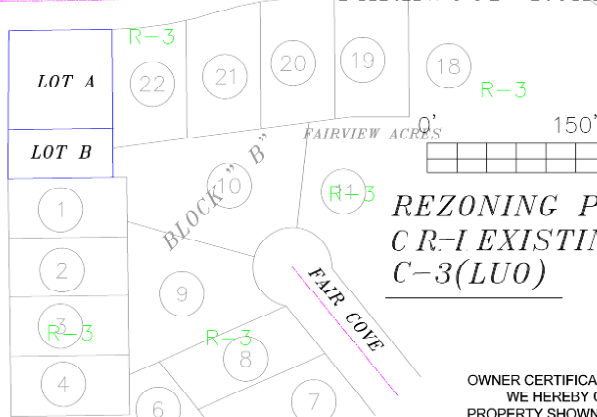 R-3
LOT A
22
21
20
19
18
R-3
LOT B
FAIRVIEW ACRES
0'
150'
BLOCK "B"
10
11
R-3
1
REZONING P
C R-1 EXISTIN
C-3(LUO)
2
9
FAIR COVE
3
R-3
R-3
8
4
6
7
OWNER CERTIFICA
WE HEREBY C
PROPERTY SHOWN